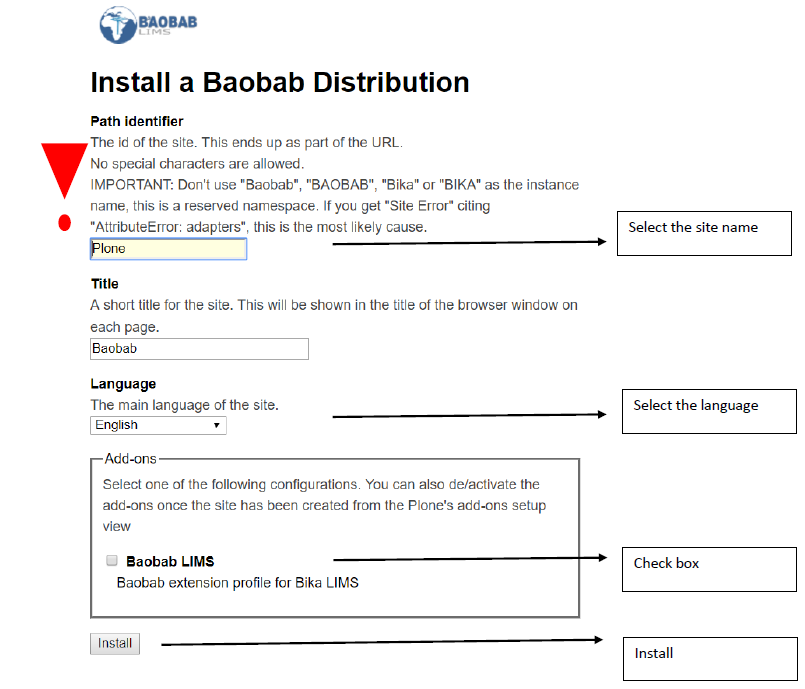 BAOBAB
LIMS
Install a Baobab Distribution
Path identifier
The id of the site. This ends up as part of the URL.
No special characters are allowed.
IMPORTANT: Don't use "Baobab", "BAOBAB", "Bika" or "BIKA" as the instance
name, this is a reserved namespace. If you get "Site Error" citing
"AttributeError: adapters", this is the most likely cause.
Plone
Select the site name
Title
A short title for the site. This will be shown in the title of the browser window on
each page.
Baobab
Language
The main language of the site.
English
Select the language
Add-ons
Select one of the following configurations. You can also de/activate the
add-ons once the site has been created from the Plone's add-ons setup
view
Baobab LIMS
Check box
Baobab extension profile for Bika LIMS
Install
Install